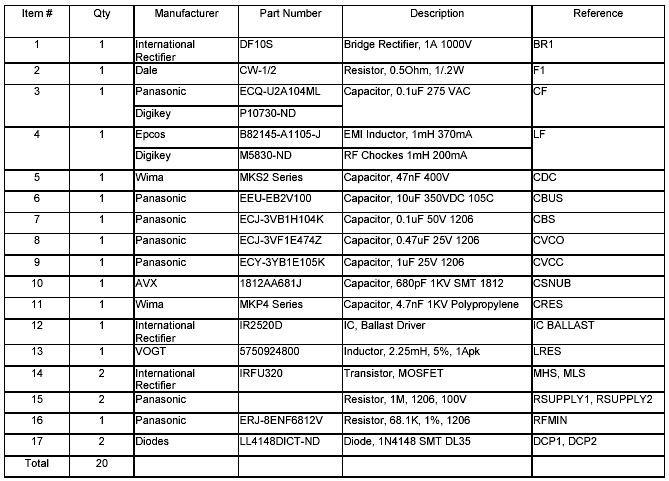 Item # Qty Manufacturer Part Number Description Reference
1 1 International Rectifier DF10S Bridge Rectifier, 1A 1000V BR1
2 1 Dale CW-1/2 Resistor, 0.5Ohm, 1/.2W F1
3 1 Panasonic ECQ-U2A104ML Capacitor, 0.1uF 275 VAC CF
Digikey P10730-ND
4 1 Epcos B82145-A1105-J EMI Inductor, 1mH 370mA LF
Digikey M5830-ND RF Chockes 1mH 200mA
5 1 Wima MKS2 Series Capacitor, 47nF 400V CDC
6 1 Panasonic EEU-EB2V100 Capacitor, 10uF 350VDC 105C CBUS
7 1 Panasonic ECJ-3VB1H104K Capacitor, 0.1uF 50V 1206 CBS
8 1 Panasonic ECJ-3VF1E474Z Capacitor, 0.47uF 25V 1206 CVCO
9 1 Panasonic ECY-3YB1E105K Capacitor, 1uF 25V 1206 CVCC
10 1 AVX 1812AA681J Capacitor, 680pF 1KV SMT 1812 CSNUB
11 1 Wima MKP4 Series Capacitor, 4.7nF 1KV Polypropylene CRES
12 1 International Rectifier IR2520D IC, Ballast Driver IC BALLAST
13 1 VOGT 5750924800 Inductor, 2.25mH, 5%, 1Apk LRES
14 2 International Rectifier IRFU320 Transistor, MOSFET MHS, MLS
15 2 Panasonic Resistor, 1M, 1206, 100V RSUPPLY1, RSUPPLY2
16 1 Panasonic ERJ-8ENF6812V Resistor, 68.1K, 1%, 1206 RFMIN
17 2 Diodes LL4148DICT-ND Diode, 1N4148 SMT DL35 DCP1, DCP2
Total 20